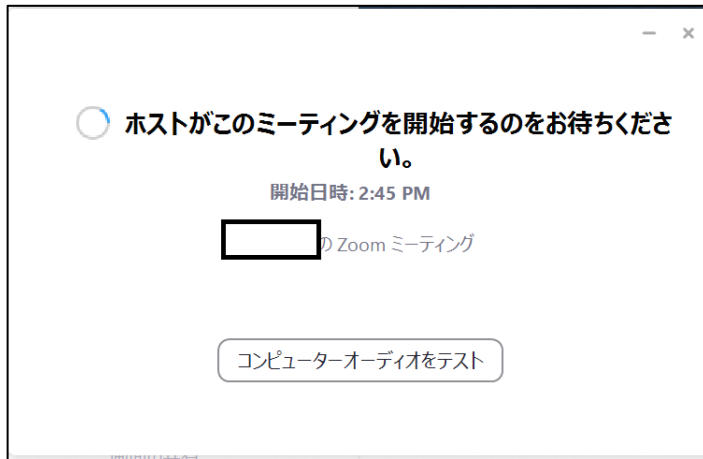 ホストがこのミーティングを開始するのをお待ちくださ
い。
開始日時: 2:45 PM
の Zoom ミーティング
コンピューターオーディオをテスト